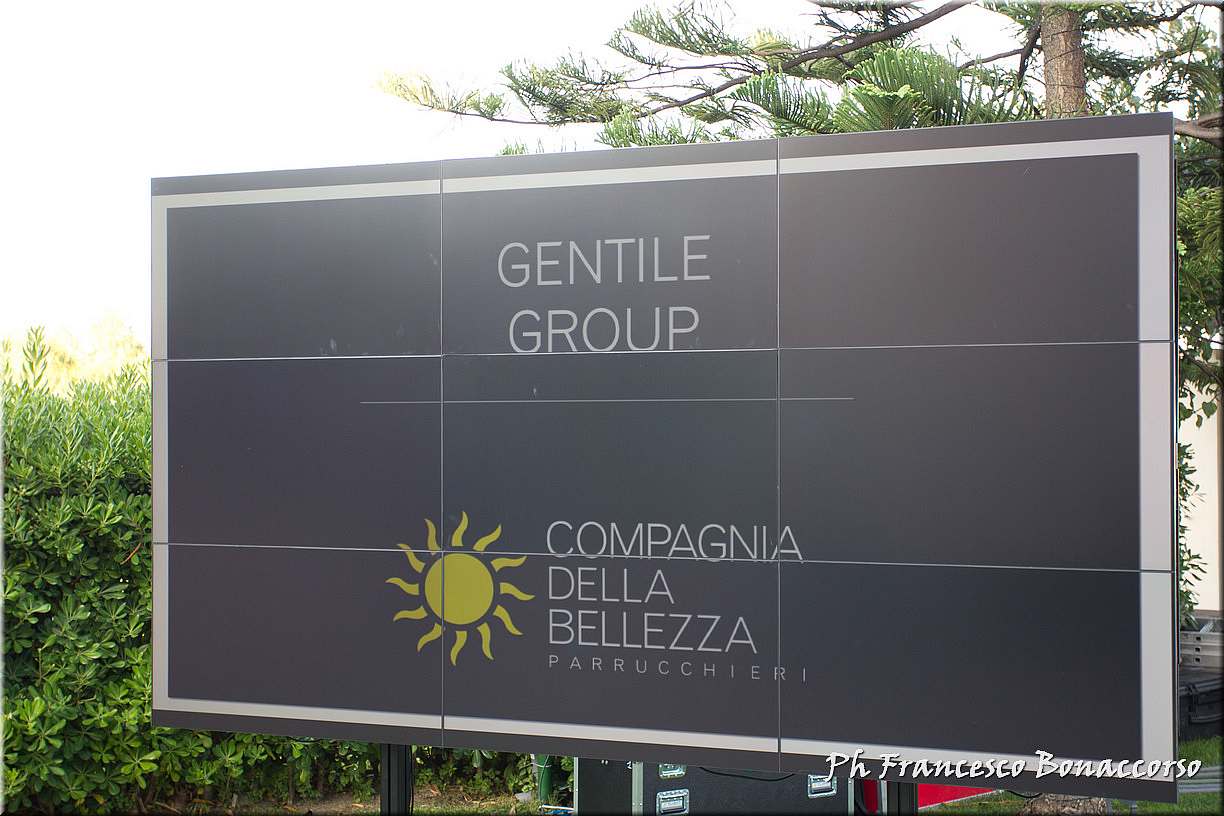 GENTILE
GROUP
COMPAGNIA
DELLA
BELLEZZA
PARRUCCHIERI
Ph Francesco Bonaccorso